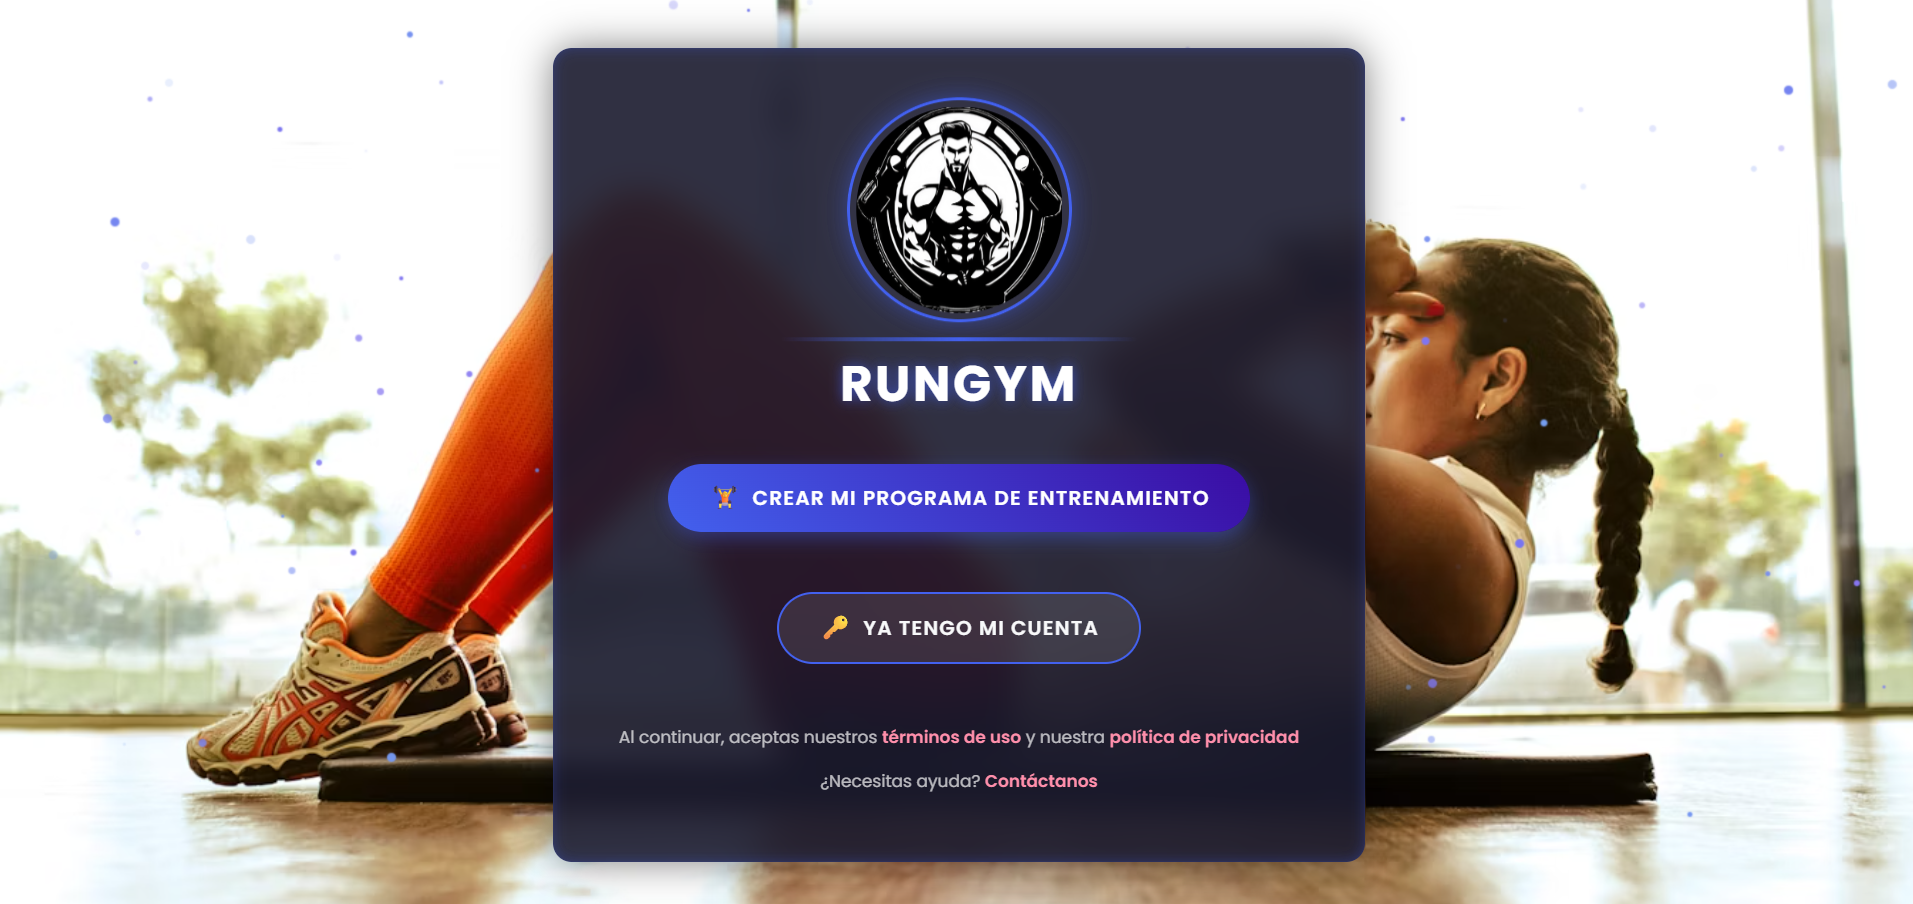 RUNGYM
CREAR MI PROGRAMA DE ENTRENAMIENTO
YA TENGO MI CUENTA
Al continuar, aceptas nuestros términos de uso y nuestra política de privacidad
¿Necesitas ayuda? Contáctanos